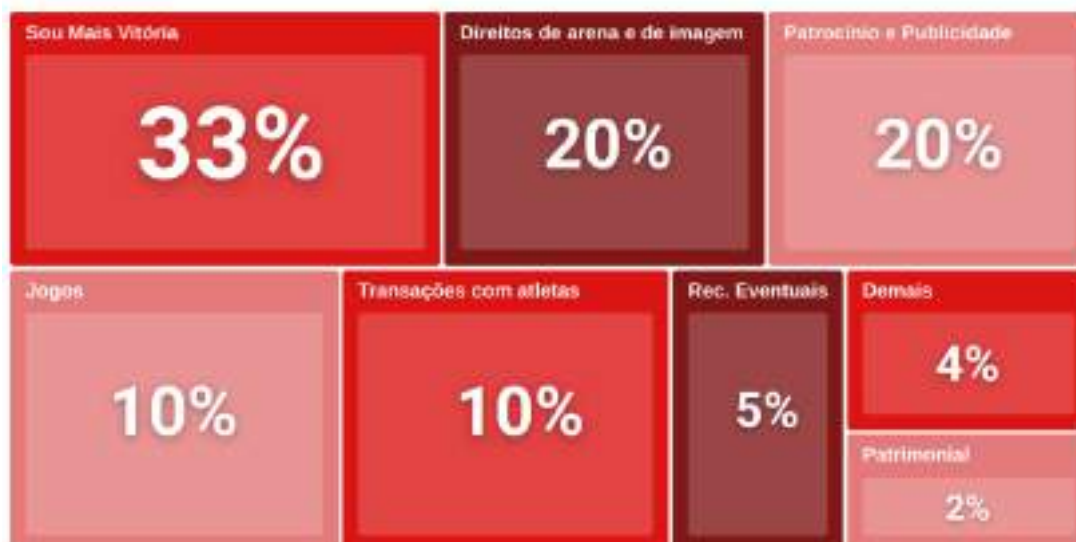 Sou Mais Vitória
33%
Direitos de arena e de imagem
20%
Patrocínio e Publicidade
20%
Jogos
10%
Transações com atletas
10%
Rec. Eventuais
5%
Demais
4%
Patrimonial
2%